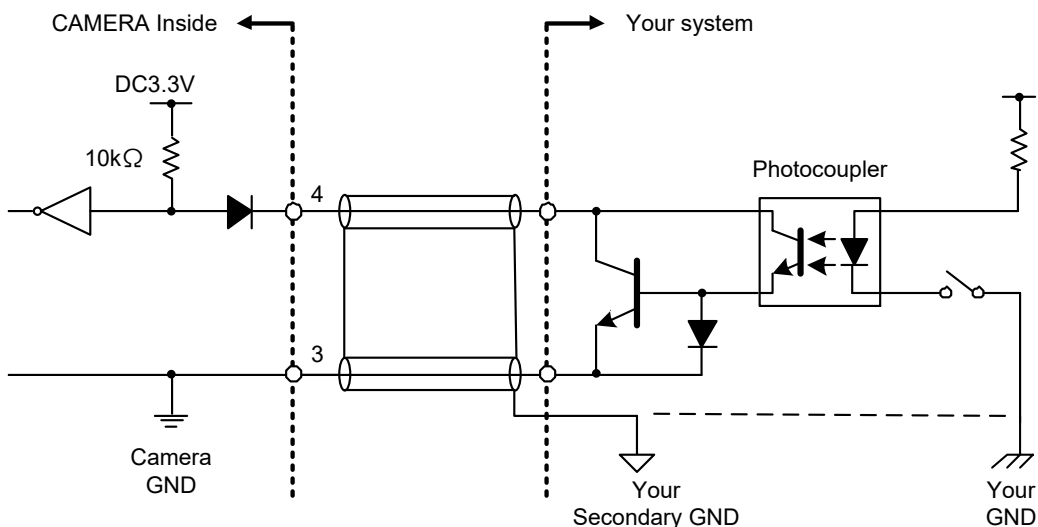 CAMERA Inside
Your system
DC3.3V
10kΩ
Photocoupler
4
3
Camera
GND
Your
Secondary GND
Your
GND